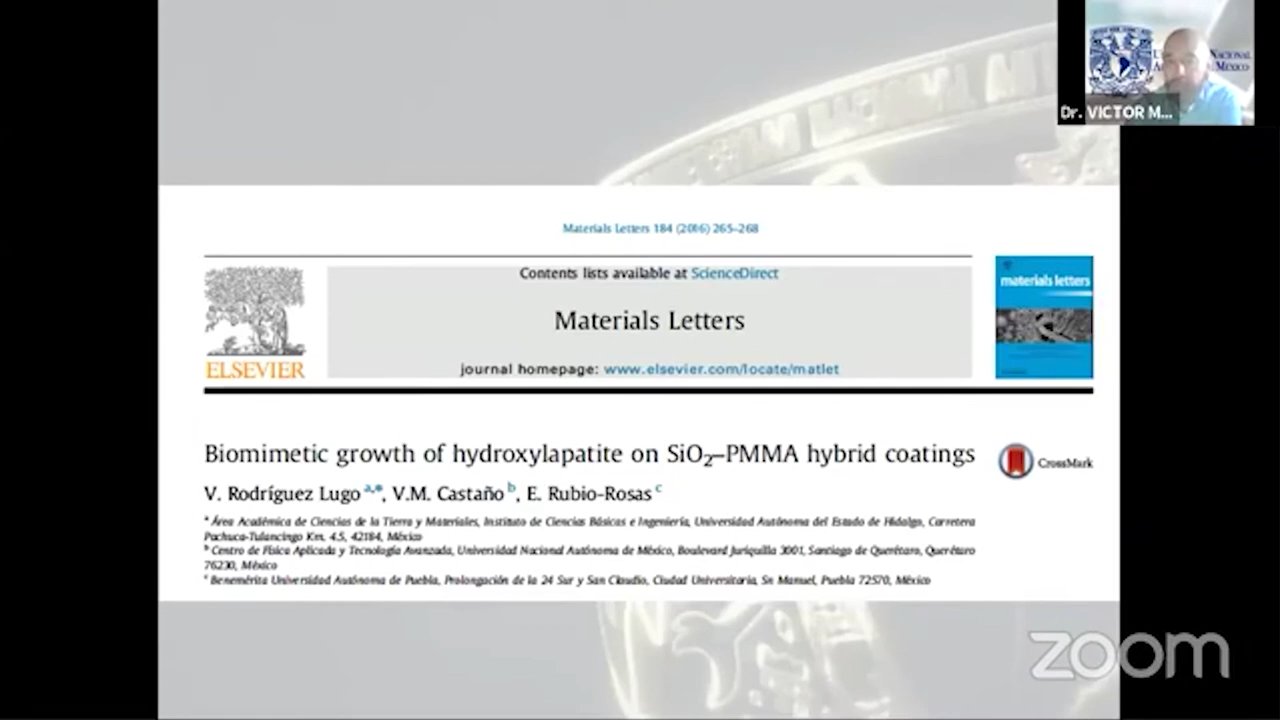 NACIONAL
MÉXICO
Dr. VICTOR M...
Materials Letters 184 (2016) 265–268
Contents lists available at ScienceDirect
Materials Letters
journal homepage: www.elsevier.com/locate/matlet
ELSEVIER
materials letters
Biomimetic growth of hydroxylapatite on SiO₂–PMMA hybrid coatings
CrossMark
V. Rodríguez Lugo a,*, V.M. Castaño b, E. Rubio-Rosas c
a Área Académica de Ciencias de la Tierra y Materiales, Instituto de Ciencias Básicas e Ingeniería, Universidad Autónoma del Estado de Hidalgo, Carretera
Pachuca-Tulancingo Km. 4.5, 42184, México
b Centro de Física Aplicada y Tecnología Avanzada, Universidad Nacional Autónoma de México, Boulevard Juriquilla 3001, Santiago de Querétaro, Querétaro
76230, México
c Benemérita Universidad Autónoma de Puebla, Prolongación de la 24 Sur y San Claudio, Ciudad Universitaria, Sn Manuel, Puebla 72570, México
zoom